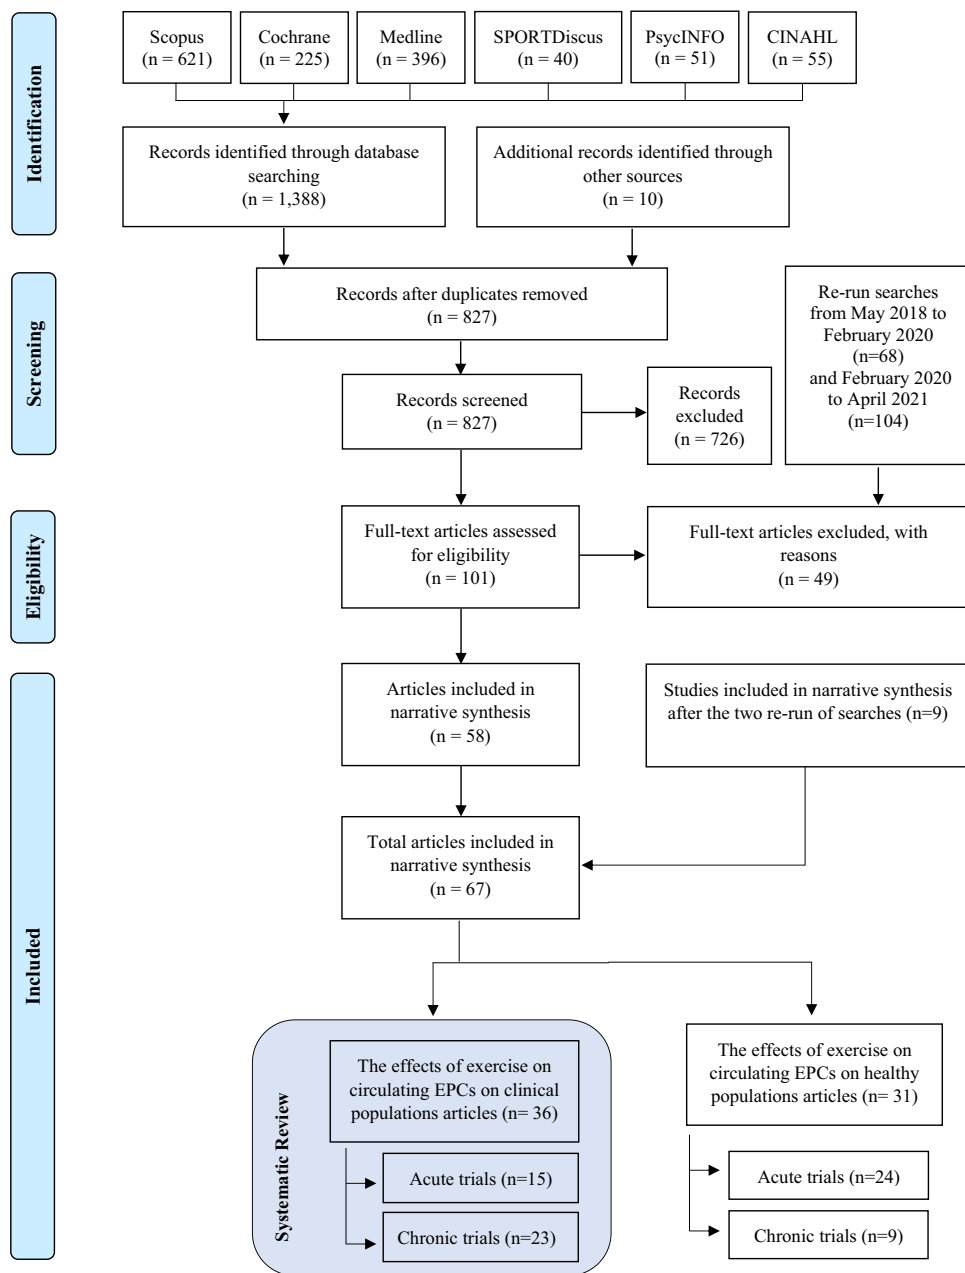 Identification
Scopus
(n = 621)
Cochrane
(n = 225)
Medline
(n = 396)
SPORTDiscus
(n = 40)
PsycINFO
(n = 51)
CINAHL
(n = 55)
Records identified through database
searching
(n = 1,388)
Additional records identified through
other sources
(n = 10)
Screening
Records after duplicates removed
(n = 827)
Re-run searches
from May 2018 to
February 2020
(n=68)
and February 2020
to April 2021
(n=104)
Records screened
(n = 827)
Records
excluded
(n = 726)
Eligibility
Full-text articles assessed
for eligibility
(n = 101)
Full-text articles excluded, with
reasons
(n = 49)
Included
Articles included in
narrative synthesis
(n = 58)
Studies included in narrative synthesis
after the two re-run of searches (n=9)
Total articles included in
narrative synthesis
(n = 67)
Systematic Review
The effects of exercise on
circulating EPCs on clinical
populations articles (n= 36)
Acute trials (n=15)
Chronic trials (n=23)
The effects of exercise on
circulating EPCs on healthy
populations articles (n= 31)
Acute trials (n=24)
Chronic trials (n=9)